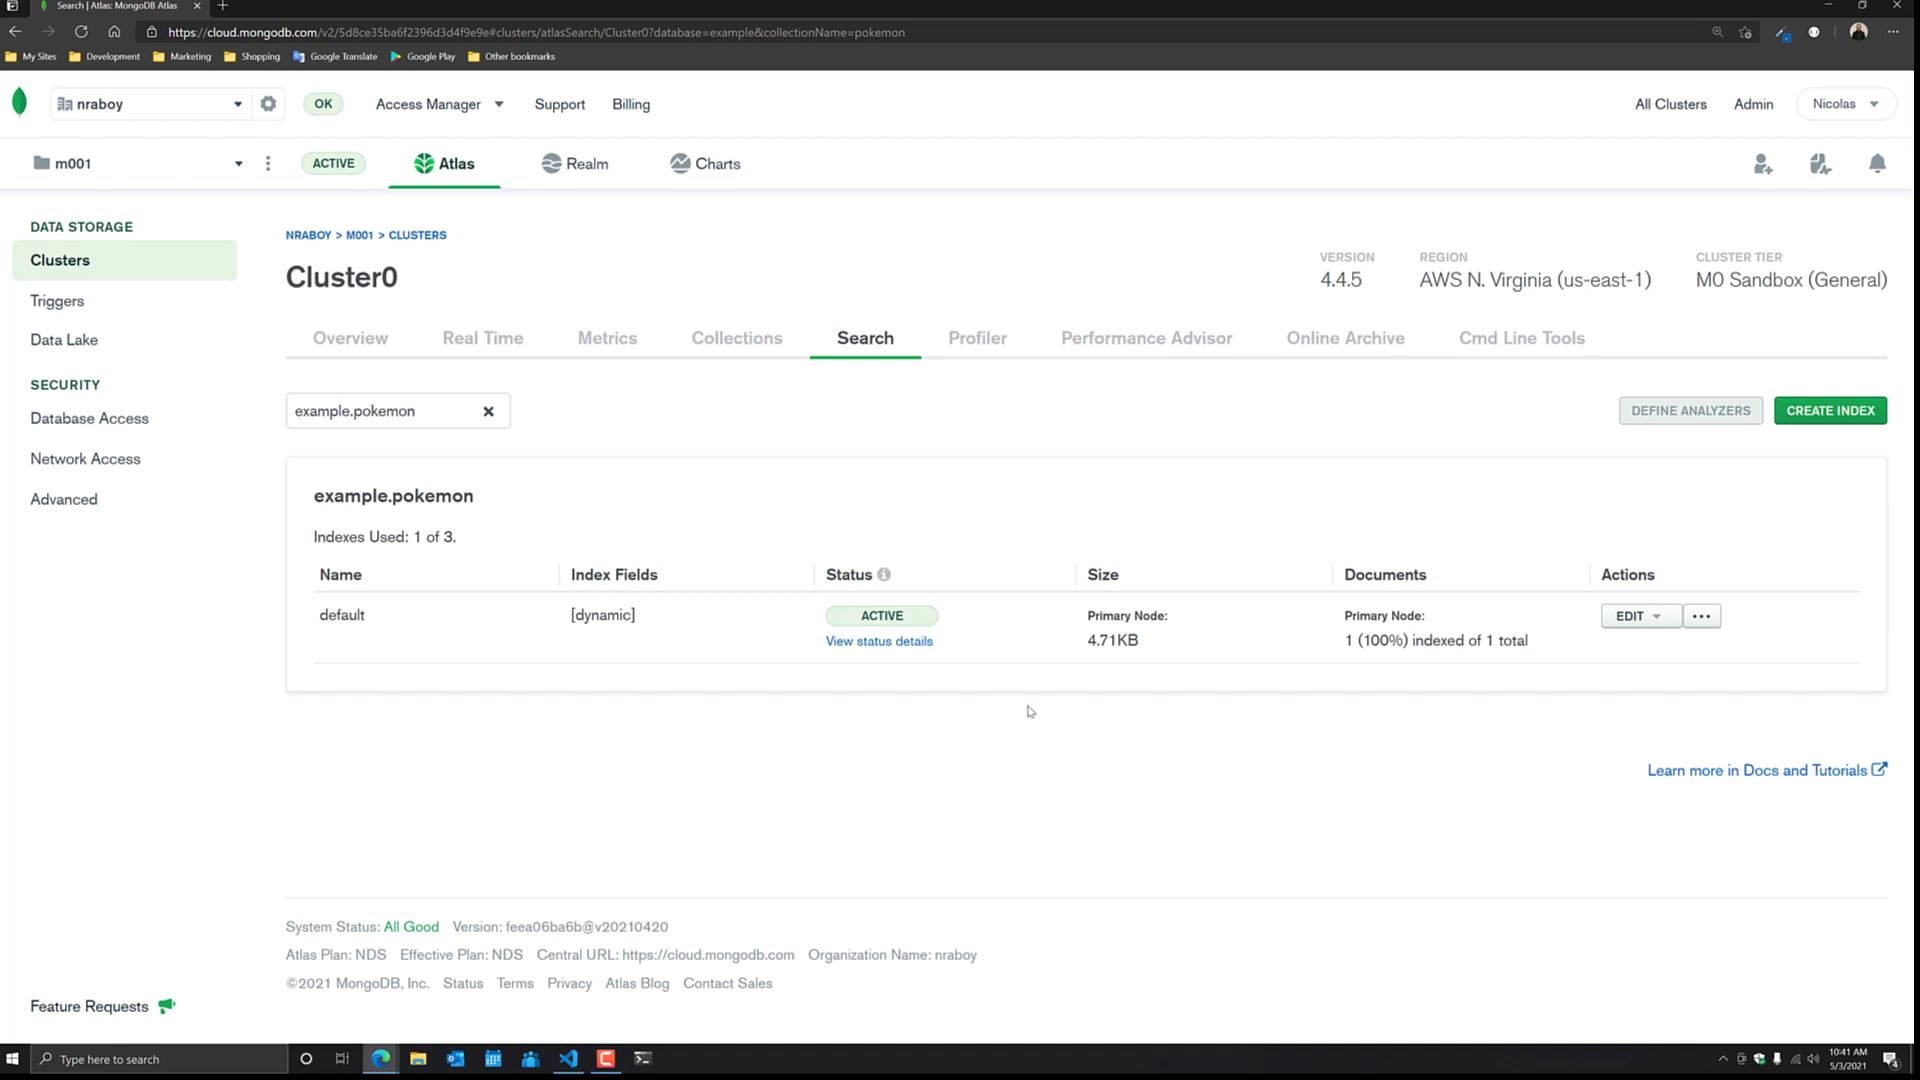 Search | Atlas: MongoDB Atlas
https://cloud.mongodb.com/v2/5d8ce35ba6f2396d3d4f9e9e#clusters/atlasSearch/Cluster0?database=example&collectionName=pokemon
My Sites Development Marketing Shopping Google Translate Google Play Other bookmarks
nraboy OK Access Manager Support Billing All Clusters Admin Nicolas
m001 ACTIVE Atlas Realm Charts
DATA STORAGE
Clusters
Triggers
Data Lake
SECURITY
Database Access
Network Access
Advanced
Feature Requests
NRABOY > M001 > CLUSTERS
Cluster0
VERSION REGION CLUSTER TIER
4.4.5 AWS N. Virginia (us-east-1) M0 Sandbox (General)
Overview Real Time Metrics Collections Search Profiler Performance Advisor Online Archive Cmd Line Tools
example.pokemon DEFINE ANALYZERS CREATE INDEX
example.pokemon
Indexes Used: 1 of 3.
Name Index Fields Status Size Documents Actions
default [dynamic] ACTIVE Primary Node: Primary Node: EDIT
View status details 4.71KB 1 (100%) indexed of 1 total
Learn more in Docs and Tutorials
System Status: All Good Version: feea06ba6b@v20210420
Atlas Plan: NDS Effective Plan: NDS Central URL: https://cloud.mongodb.com Organization Name: nraboy
©2021 MongoDB, Inc. Status Terms Privacy Atlas Blog Contact Sales
Type here to search
10:41 AM
5/3/2021
4